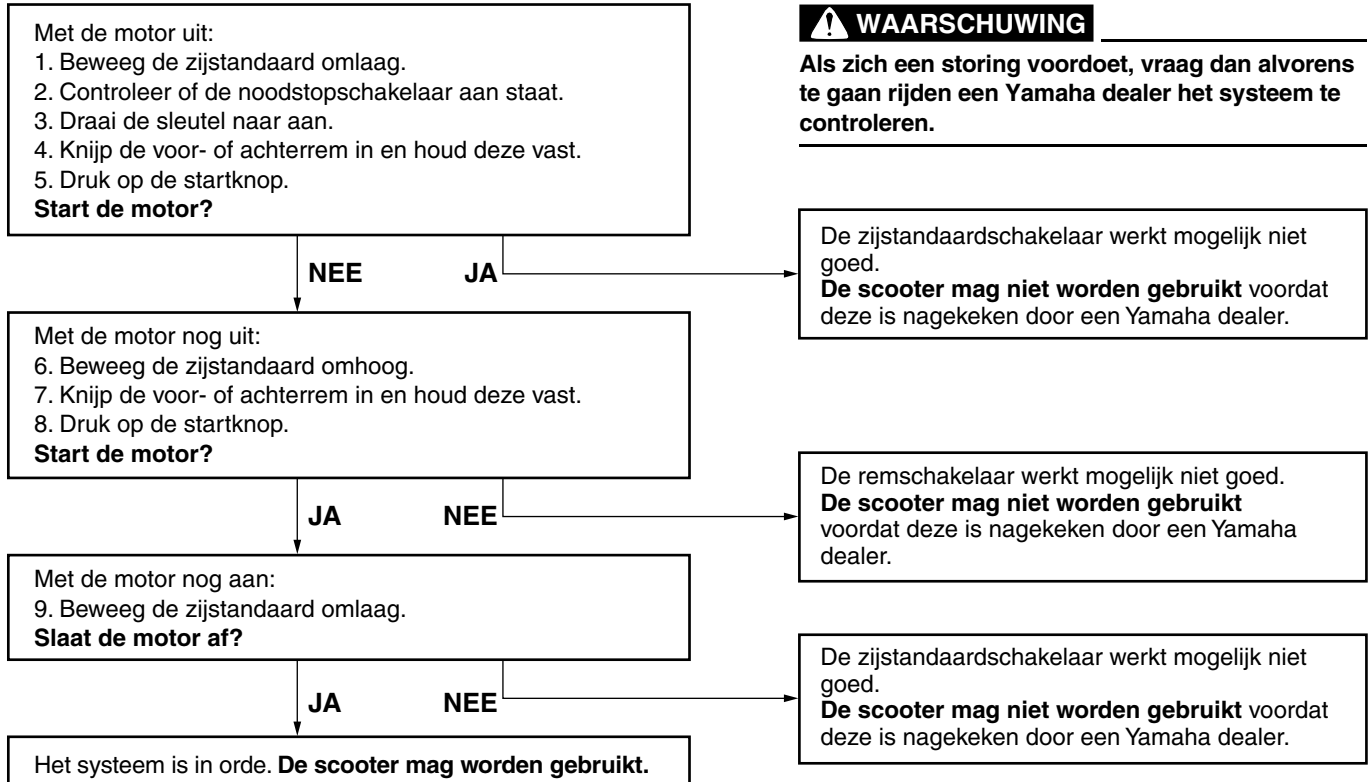 Met de motor uit:
1. Beweeg de zijstandaard omlaag.
2. Controleer of de noodstopschakelaar aan staat.
3. Draai de sleutel naar aan.
4. Knijp de voor- of achterrem in en houd deze vast.
5. Druk op de startknop.
Start de motor?
WAARSCHUWING
Als zich een storing voordoet, vraag dan alvorens
te gaan rijden een Yamaha dealer het systeem te
controleren.
NEE
JA
De zijstandaardschakelaar werkt mogelijk niet
goed.
De scooter mag niet worden gebruikt voordat
deze is nagekeken door een Yamaha dealer.
Met de motor nog uit:
6. Beweeg de zijstandaard omhoog.
7. Knijp de voor- of achterrem in en houd deze vast.
8. Druk op de startknop.
Start de motor?
JA
NEE
De remschakelaar werkt mogelijk niet goed.
De scooter mag niet worden gebruikt
voordat deze is nagekeken door een Yamaha
dealer.
Met de motor nog aan:
9. Beweeg de zijstandaard omlaag.
Slaat de motor af?
JA
NEE
De zijstandaardschakelaar werkt mogelijk niet
goed.
De scooter mag niet worden gebruikt voordat
deze is nagekeken door een Yamaha dealer.
Het systeem is in orde. De scooter mag worden gebruikt.